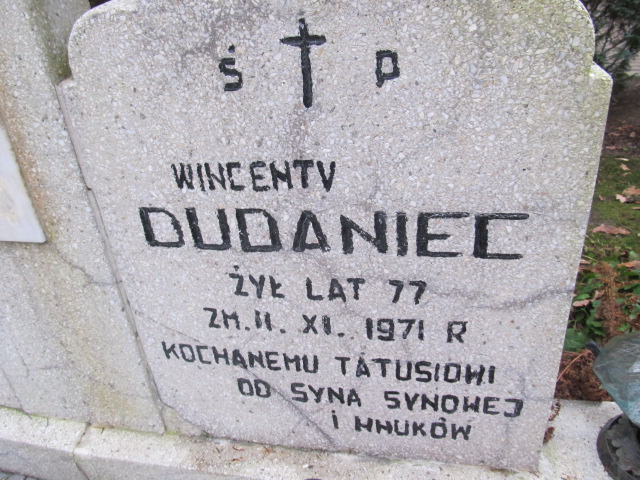 Ś P
WINCENTY
DUDANIEC
ŻYŁ LAT 77
ZM. 11. XI. 1971 R
KOCHANEMU TATUSIOWI
OD SYNA SYNOWEJ
I WNUKÓW